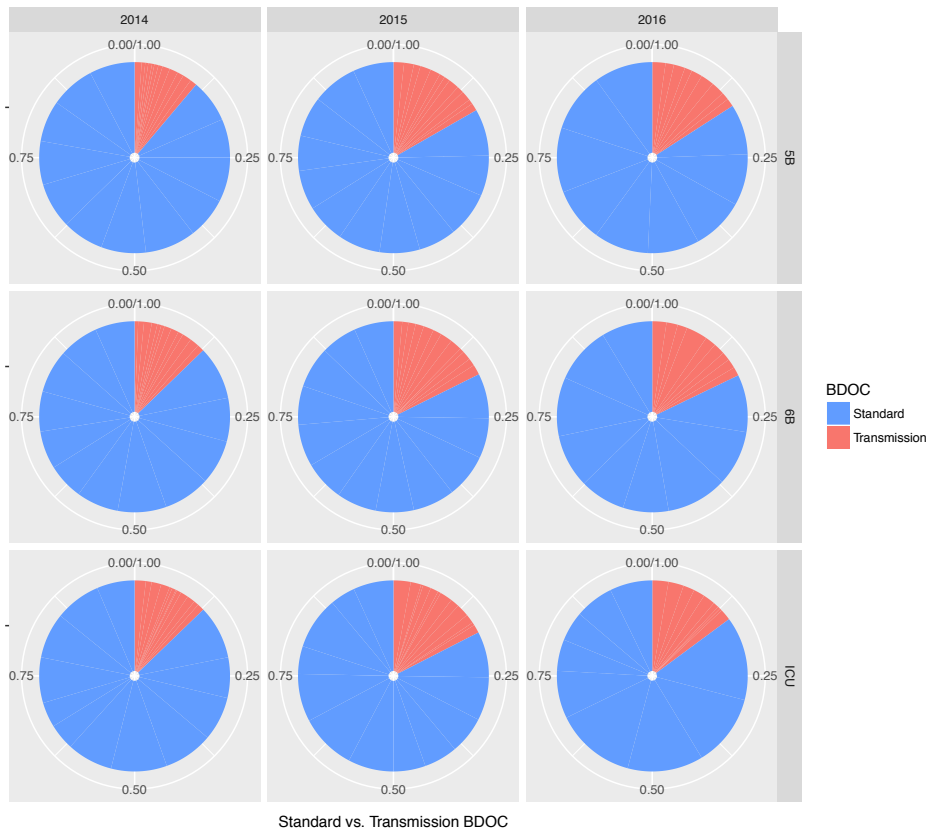 2014 2015 2016
0.00/1.00 0.00/1.00 0.00/1.00
0.75 0.25 0.75 0.25 0.75 0.25 5B
0.50 0.50 0.50
0.00/1.00 0.00/1.00 0.00/1.00
BDOC
Standard
0.75 0.25 0.75 0.25 0.75 0.25 6B
Transmission
0.50 0.50 0.50
0.00/1.00 0.00/1.00 0.00/1.00
0.75 0.25 0.75 0.25 0.75 0.25 ICU
0.50 0.50 0.50
Standard vs. Transmission BDOC